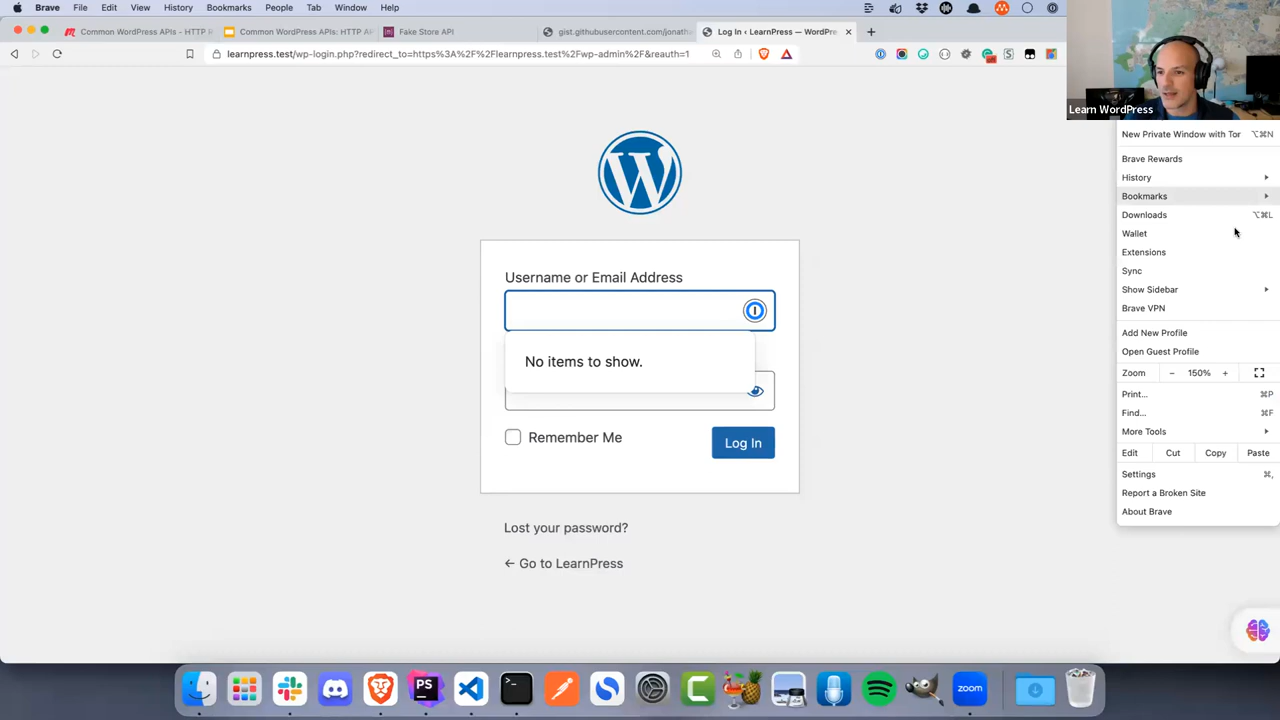 Brave File Edit View History Bookmarks People Tab Window Help
Common WordPress APIs - HTTP R
Common WordPress APIs: HTTP AP
Fake Store API
gist.githubusercontent.com/jonath
Log In ‹ LearnPress — WordPre
learnpress.test/wp-login.php?redirect_to=https%3A%2F%2Flearnpress.test%2Fwp-admin%2F&reauth=1
Learn WordPress
New Private Window with Tor ⌥⌘N
Brave Rewards
History
Bookmarks
Downloads ⌥⌘L
Wallet
Extensions
Sync
Show Sidebar
Brave VPN
Add New Profile
Open Guest Profile
Zoom − 150% +
Print... ⌘P
Find... ⌘F
More Tools
Edit Cut Copy Paste
Settings ⌘,
Report a Broken Site
About Brave
Username or Email Address
No items to show.
Remember Me
Log In
Lost your password?
← Go to LearnPress
PS
zoom